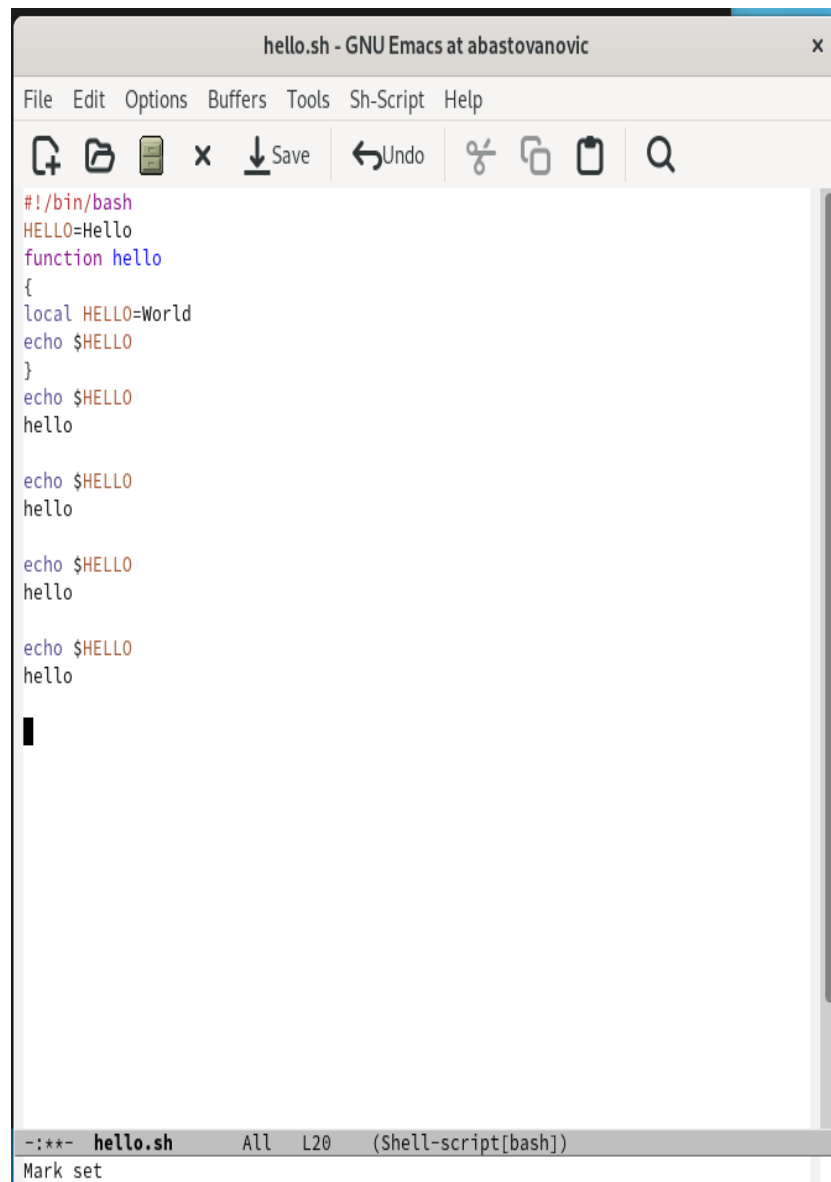 hello.sh - GNU Emacs at abastovanovic
File Edit Options Buffers Tools Sh-Script Help
Save Undo
#!/bin/bash
HELLO=Hello
function hello
{
local HELLO=World
echo $HELLO
}
echo $HELLO
hello
echo $HELLO
hello
echo $HELLO
hello
echo $HELLO
hello
-:**- hello.sh All L20 (Shell-script[bash])
Mark set